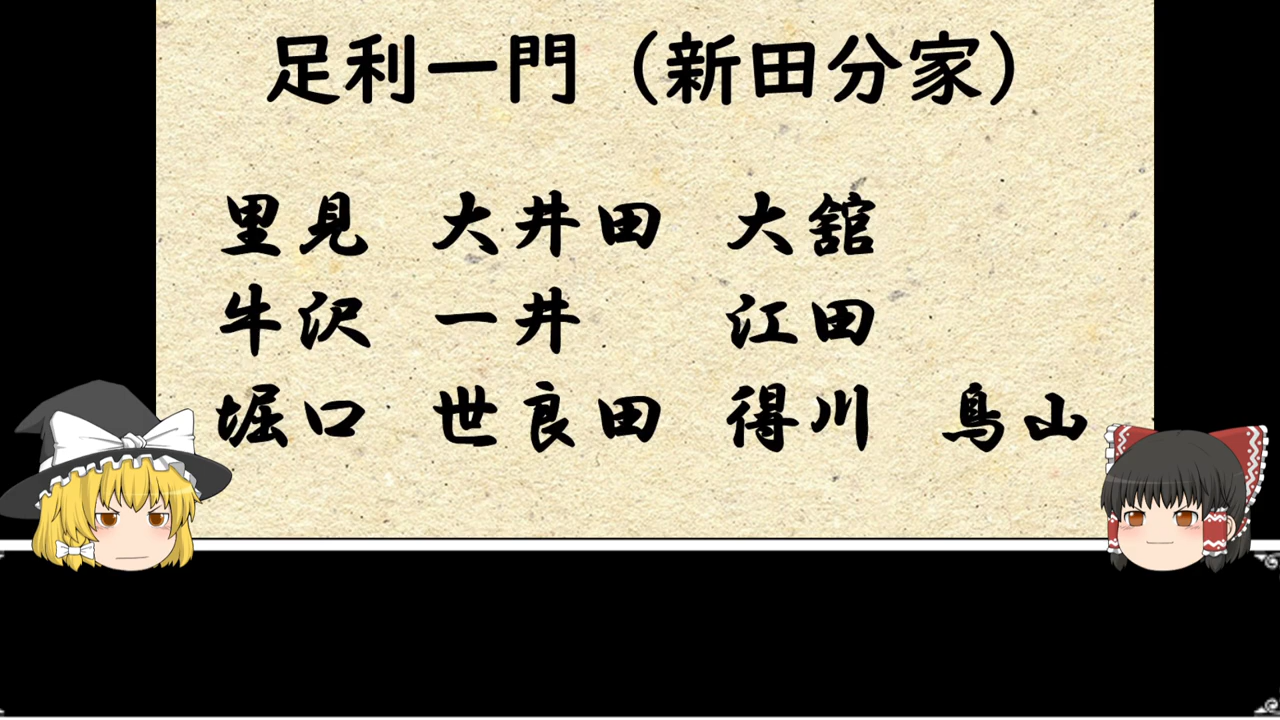 足利一門（新田分家）
里見 大井田 大舘
牛沢 一井 江田
堀口 世良田 得川 鳥山